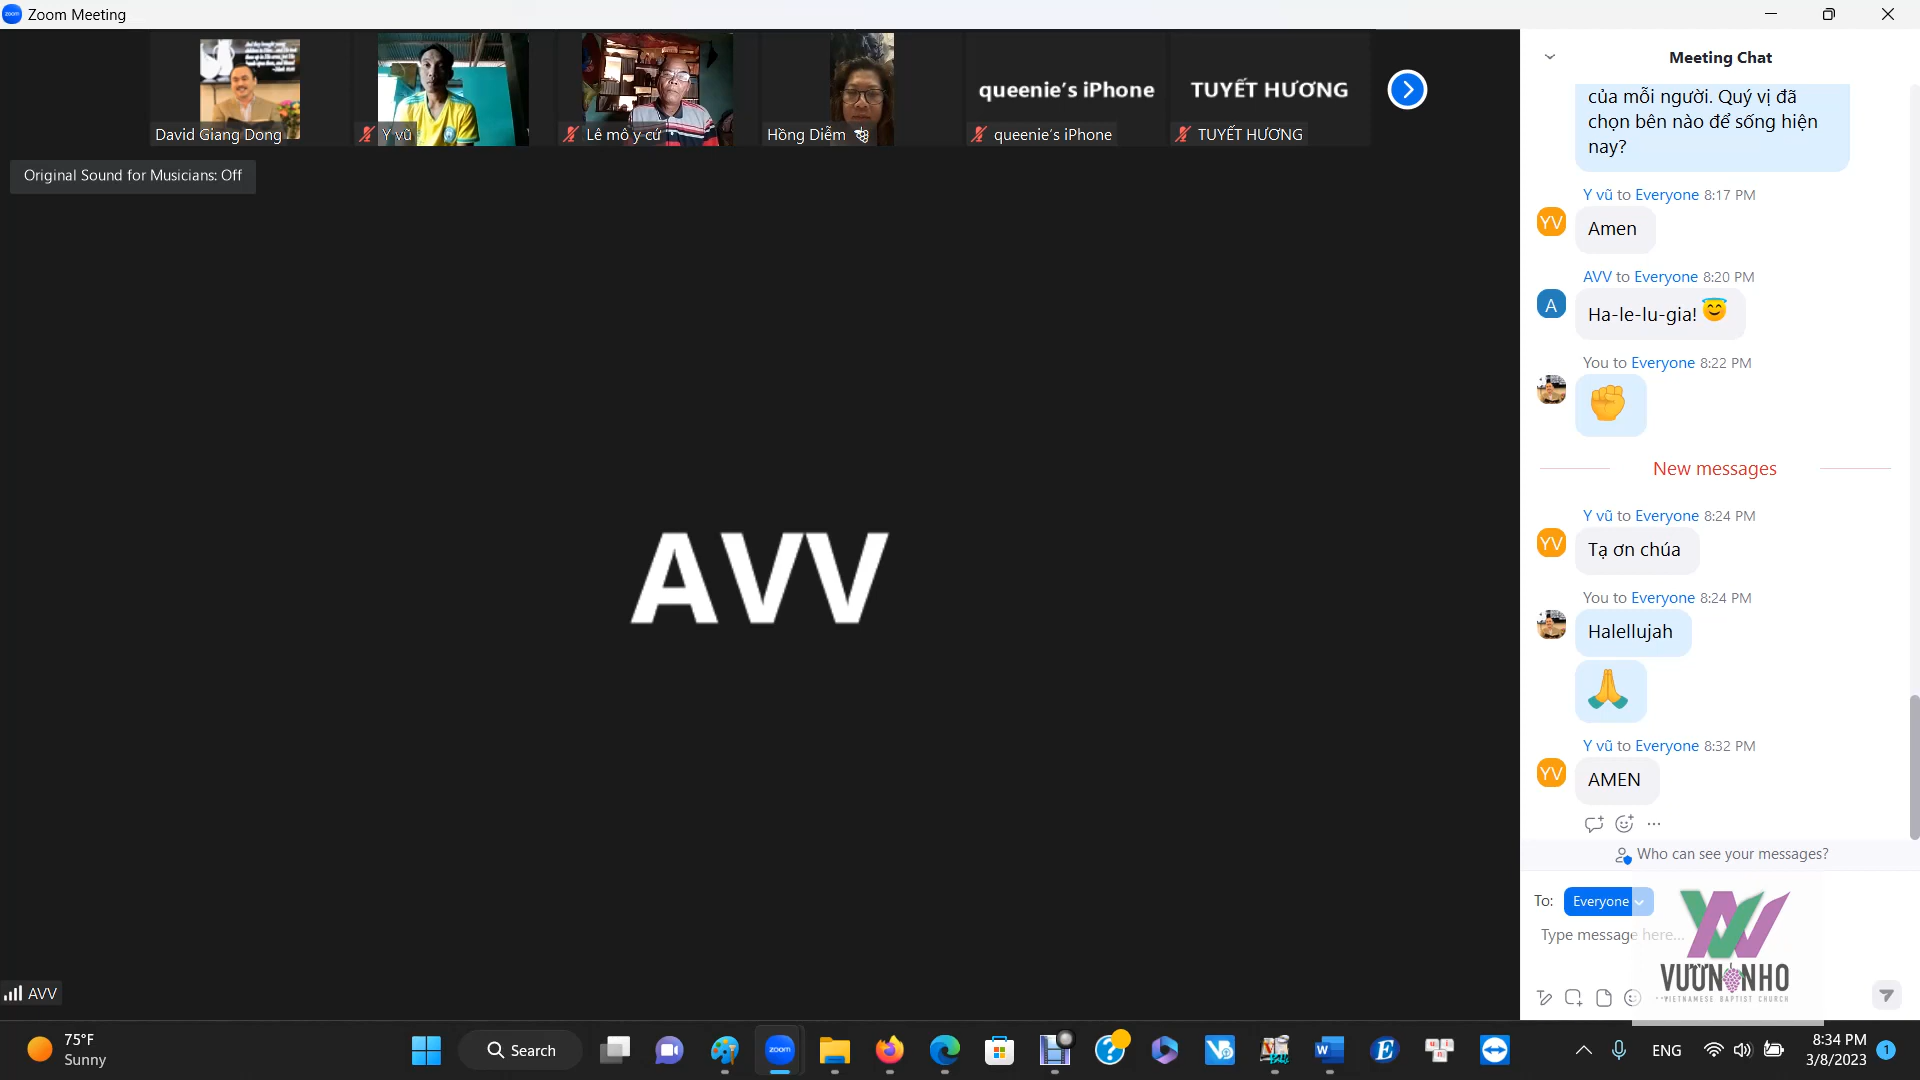 Zoom Meeting
David Giang Dong
Y vũ
Lê mô y cứ
Hồng Diễm
queenie's iPhone
queenie's iPhone
TUYẾT HƯƠNG
TUYẾT HƯƠNG
Original Sound for Musicians: Off
AVV
AVV
Meeting Chat
của mỗi người. Quý vị đã
chọn bên nào để sống hiện
nay?
Y vũ to Everyone 8:17 PM
YV
Amen
AVV to Everyone 8:20 PM
A
Ha-le-lu-gia! 😇
You to Everyone 8:22 PM
✊
New messages
Y vũ to Everyone 8:24 PM
YV
Tạ ơn chúa
You to Everyone 8:24 PM
Halellujah
🙏
Y vũ to Everyone 8:32 PM
YV
AMEN
Who can see your messages?
To: Everyone
Type message here...
VƯỜN NHO
VIETNAMESE BAPTIST CHURCH
75°F
Sunny
Search
zoom
ENG
8:34 PM
3/8/2023
1